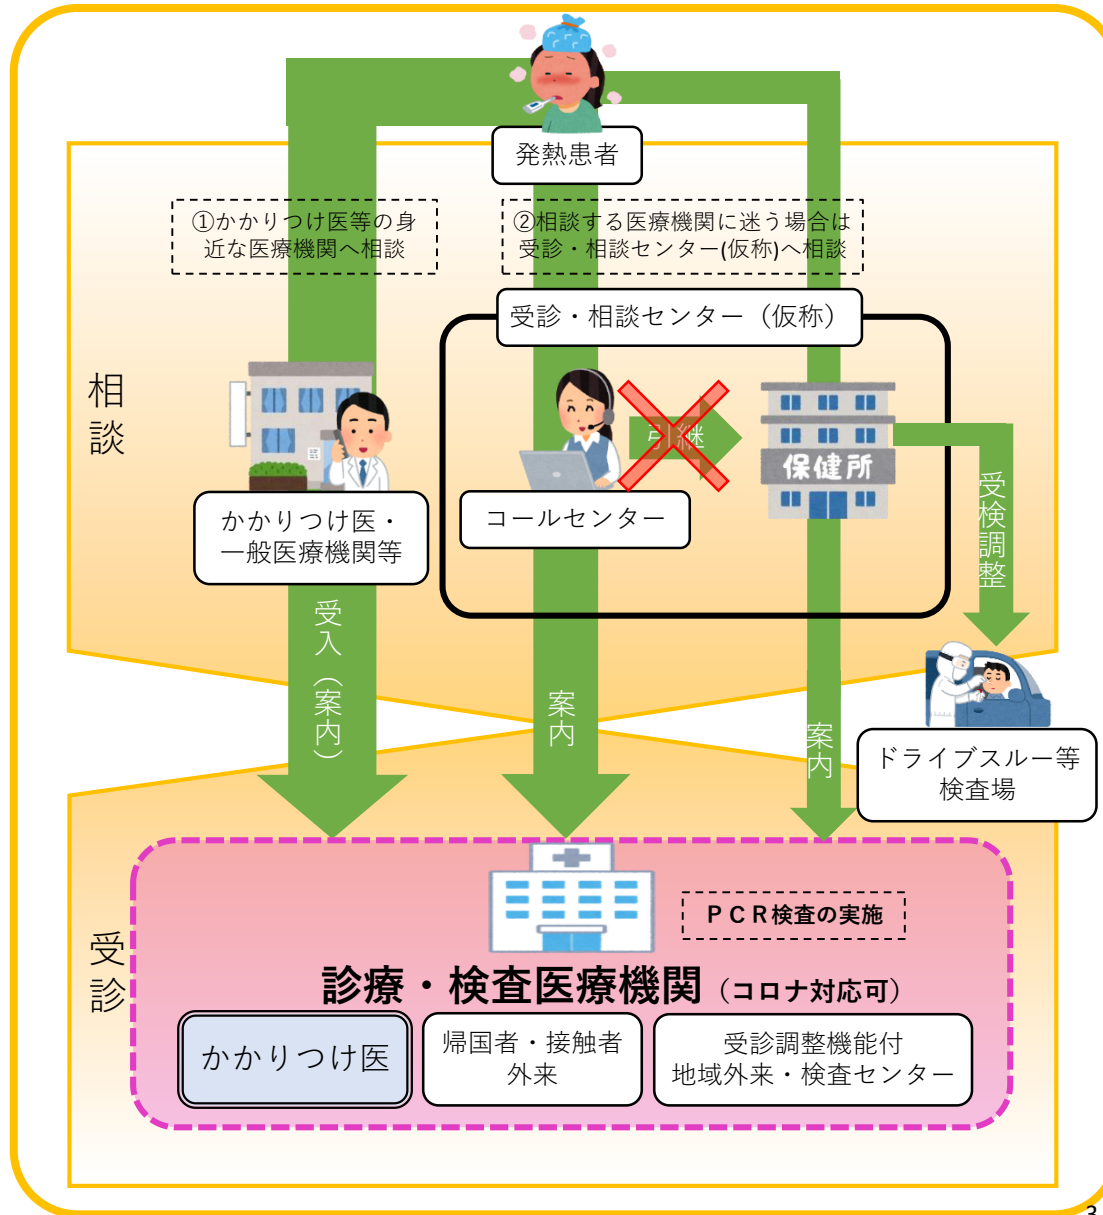 発熱患者
①かかりつけ医等の身
近な医療機関へ相談
②相談する医療機関に迷う場合は
受診・相談センター(仮称)へ相談
受診・相談センター（仮称）
相談
引継
保健所
コールセンター
かかりつけ医・
一般医療機関等
受検調整
受入（案内）
案内
案内
ドライブスルー等
検査場
受診
ＰＣＲ検査の実施
診療・検査医療機関（コロナ対応可）
かかりつけ医
帰国者・接触者
外来
受診調整機能付
地域外来・検査センター
3